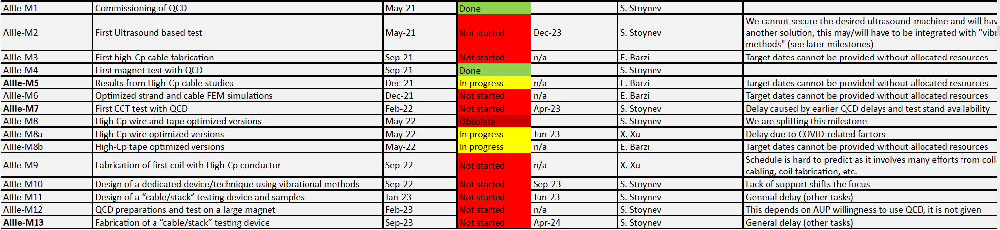 AIIIe-M1 Commissioning of QCD May-21 Done S. Stoynev
We cannot secure the desired ultrasound-machine and will
AIIIe-M2 First Ultrasound based test May-21 Not started Dec-23 S. Stoynev another solution, this may/will have to be integrated with
methods" (see later milestones)
AIIIe-M3 First high-Cp cable fabrication Sep-21 Not started n/a E. Barzi Target dates cannot be provided without allocated resources
AIIIe-M4 First magnet test with QCD Sep-21 Done S. Stoynev
AIIIe-M5 Results from High-Cp cable studies Dec-21 In progress n/a E. Barzi Target dates cannot be provided without allocated resources
AIIIe-M6 Optimized strand and cable FEM simulations Dec-21 Not started n/a E. Barzi Target dates cannot be provided without allocated resources
AIIIe-M7 First CCT test with QCD Feb-22 Not started Apr-23 S. Stoynev Delay caused by earlier QCD delays and test stand availability
AIIIe-M8 High-Cp wire and tape optimized versions May-22 Obsolete S. Stoynev We are splitting this milestone
AIIIe-M8a High-Cp wire optimized versions May-22 In progress Jun-23 X. Xu Delay due to COVID-related factors
AIIIe-M8b High-Cp tape optimized versions May-22 In progress n/a E. Barzi Target dates cannot be provided without allocated resources
Schedule is hard to predict as it involves many efforts from
AIIIe-M9 Fabrication of first coil with High-Cp conductor Sep-22 Not started n/a X. Xu
cabling, coil fabrication, etc.
AIIIe-M10 Design of a dedicated device/technique using vibrational methods Sep-22 Not started Sep-23 S. Stoynev Lack of support shifts the focus
AIIIe-M11 Design of a “cable/stack” testing device and samples Jan-23 Not started Jun-23 S. Stoynev General delay (other tasks)
AIIIe-M12 QCD preparations and test on a large magnet Feb-23 Not started n/a S. Stoynev This depends on AUP willingness to use QCD, it is not given
AIIIe-M13 Fabrication of a “cable/stack” testing device Sep-23 Not started Apr-24 S. Stoynev General delay (other tasks)